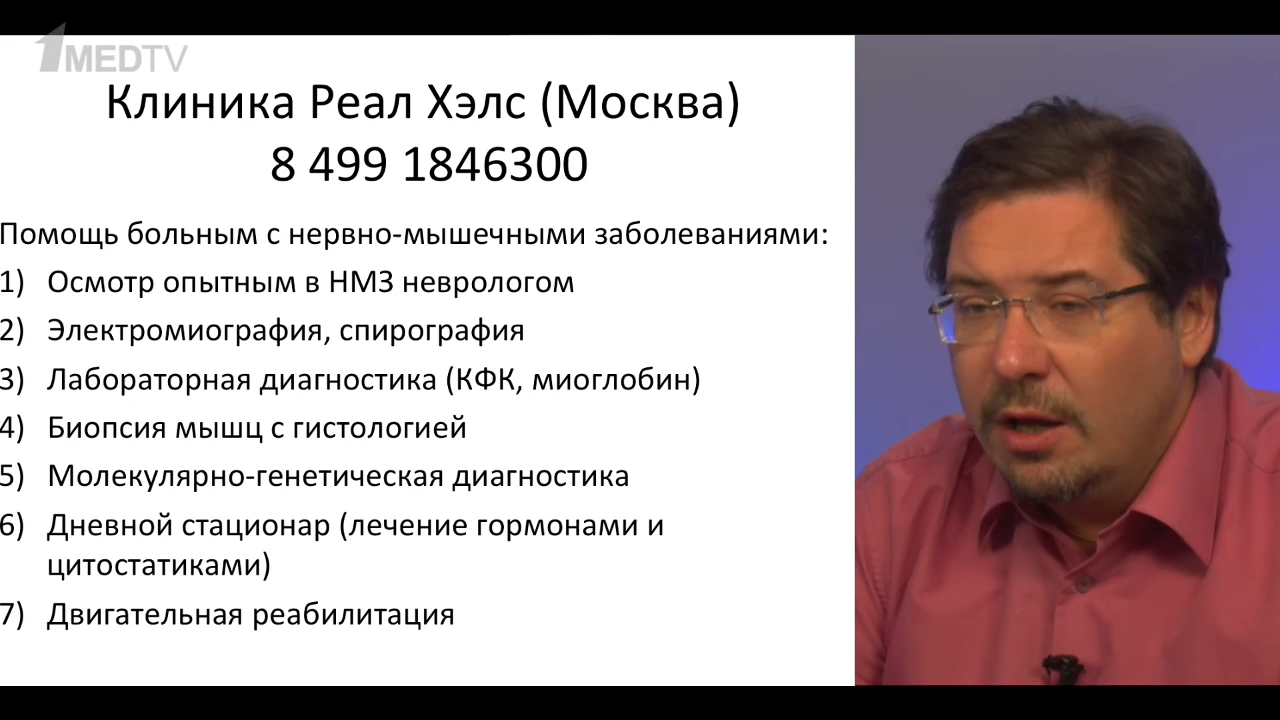 1MEDTV
Клиника Реал Хэлс (Москва)
8 499 1846300
Помощь больным с нервно-мышечными заболеваниями:
1) Осмотр опытным в НМЗ неврологом
2) Электромиография, спирография
3) Лабораторная диагностика (КФК, миоглобин)
4) Биопсия мышц с гистологией
5) Молекулярно-генетическая диагностика
6) Дневной стационар (лечение гормонами и
цитостатиками)
7) Двигательная реабилитация